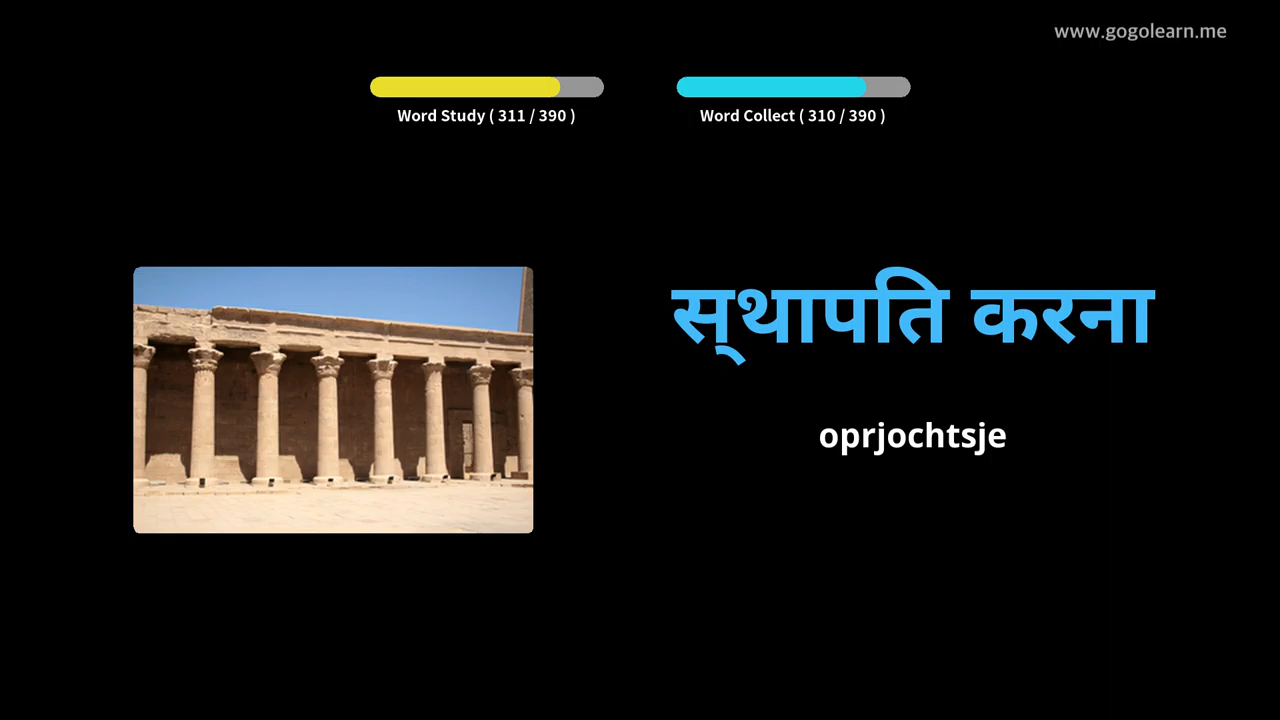 www.gogolearn.me
Word Study ( 311 / 390 )
Word Collect ( 310 / 390 )
स्‌थापति करना
oprjochtsje